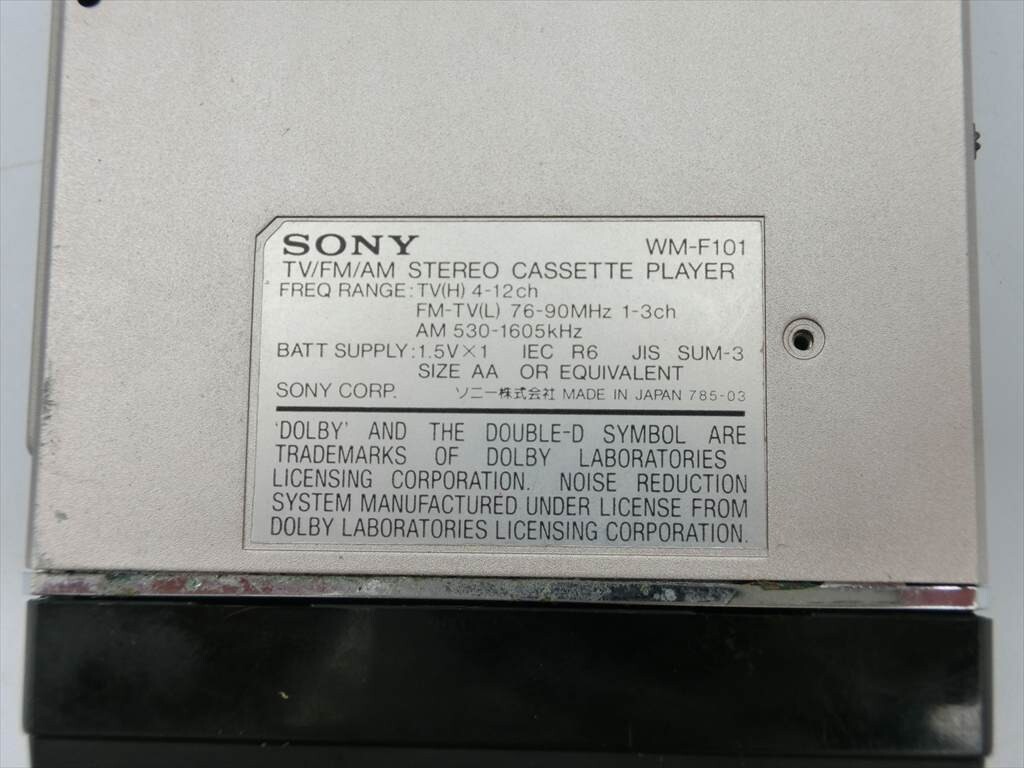 SONY WM-F101
TV/FM/AM STEREO CASSETTE PLAYER
FREQ RANGE:TV(H) 4-12ch
FM-TV(L) 76-90MHz 1-3ch
AM 530-1605kHz
BATT SUPPLY:1.5V×1 IEC R6 JIS SUM-3
SIZE AA OR EQUIVALENT
SONY CORP. ソニー株式会社 MADE IN JAPAN 785-03
'DOLBY' AND THE DOUBLE-D SYMBOL ARE
TRADEMARKS OF DOLBY LABORATORIES
LICENSING CORPORATION. NOISE REDUCTION
SYSTEM MANUFACTURED UNDER LICENSE FROM
DOLBY LABORATORIES LICENSING CORPORATION.